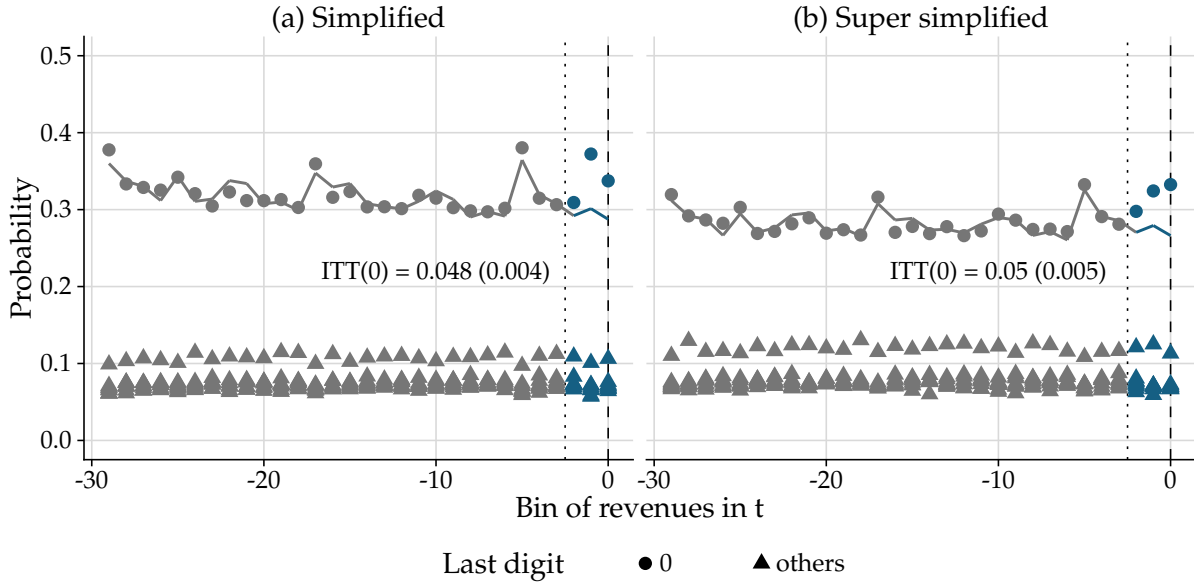 (a) Simplified
(b) Super simplified
Probability
0.5
0.4
0.3
0.2
0.1
0.0
ITT(0) = 0.048 (0.004)
ITT(0) = 0.05 (0.005)
-30 -20 -10 0
-30 -20 -10 0
Bin of revenues in t
Last digit 0 others